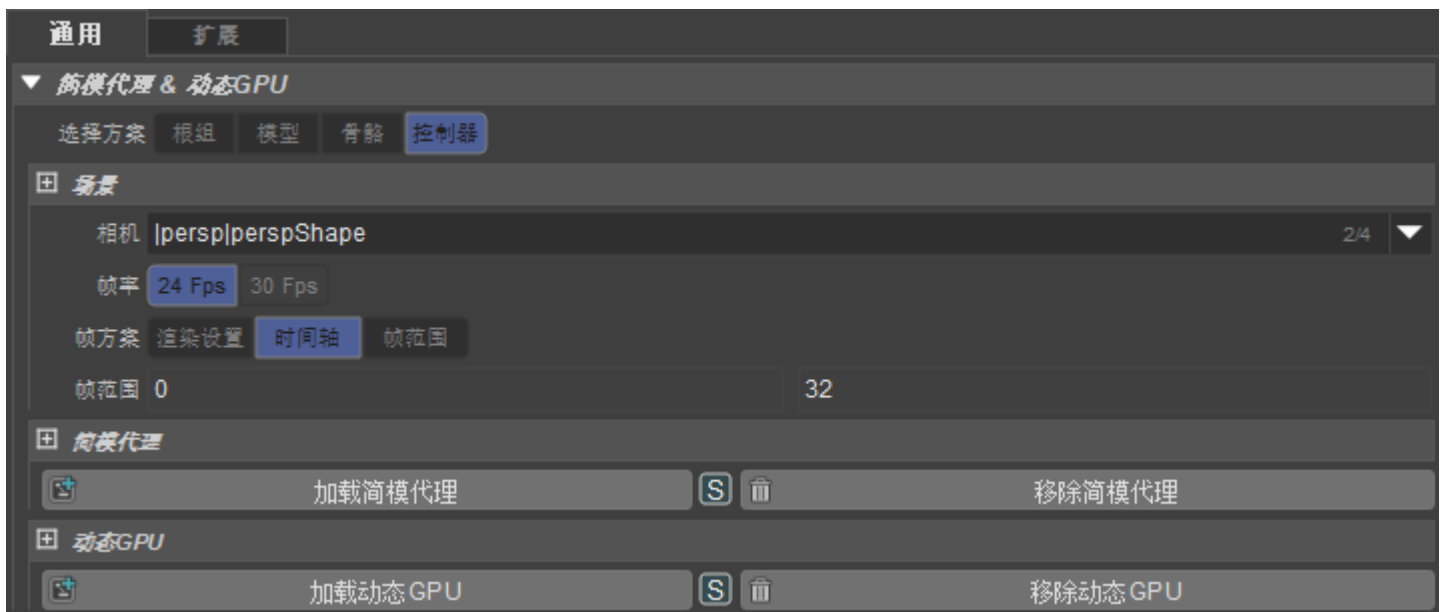 通用 扩展
简模代理 & 动态GPU
选择方案 根组 模型 骨骼 控制器
场景
相机 |persp|perspShape 2/4
帧率 24 Fps 30 Fps
帧方案 渲染设置 时间轴 帧范围
帧范围 0 32
简模代理
加载简模代理 S 移除简模代理
动态GPU
加载动态GPU S 移除动态GPU